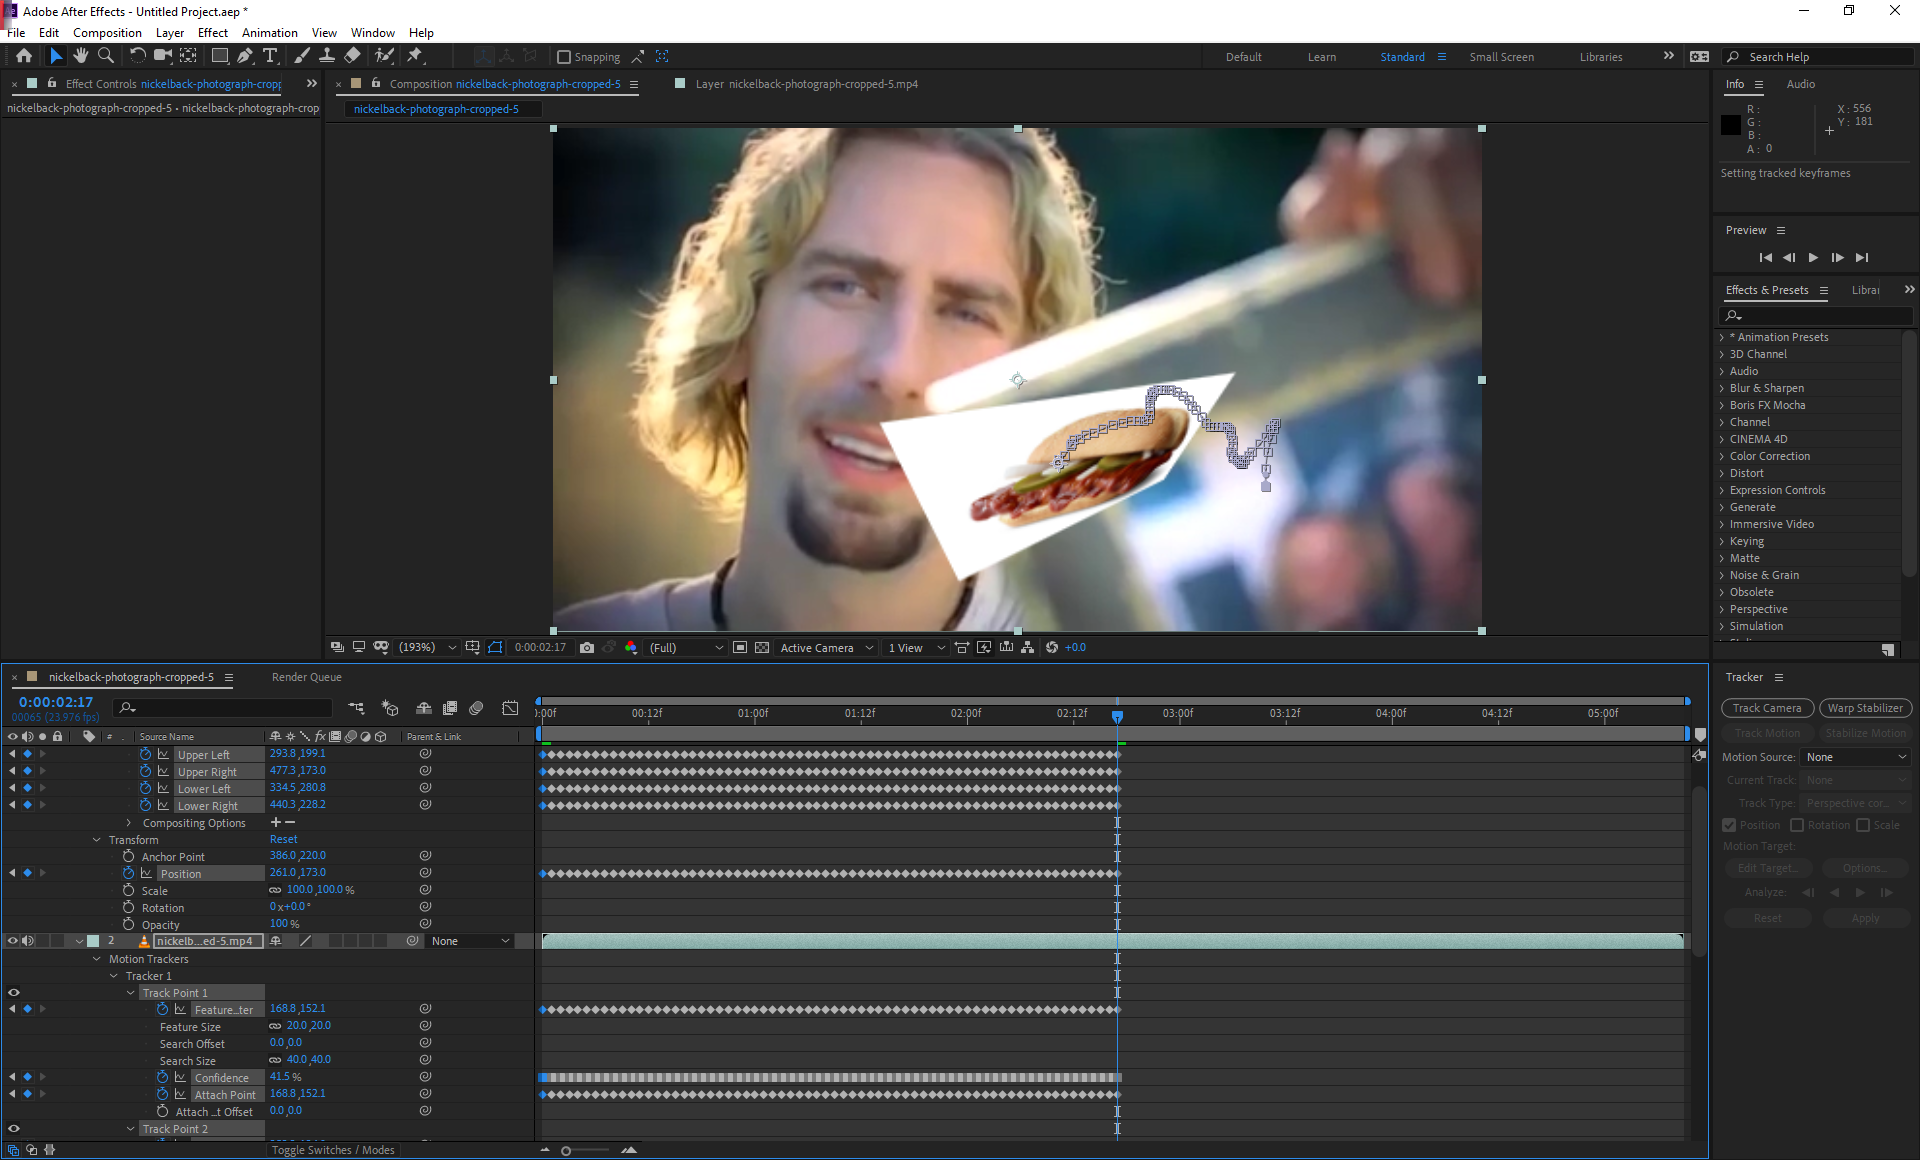 Adobe After Effects - Untitled Project.aep *
File Edit Composition Layer Effect Animation View Window Help
Snapping Default Learn Standard Small Screen Libraries Search Help
Effect Controls nickelback-photograph-cropp
Composition nickelback-photograph-cropped-5
Layer nickelback-photograph-cropped-5.mp4
Info Audio
nickelback-photograph-cropped-5 • nickelback-photograph-crop
nickelback-photograph-cropped-5
R :
G :
B :
A : 0
X : 556
Y : 181
Setting tracked keyframes
Preview
Effects & Presets Librar
* Animation Presets
3D Channel
Audio
Blur & Sharpen
Boris FX Mocha
Channel
CINEMA 4D
Color Correction
Distort
Expression Controls
Generate
Immersive Video
Keying
Matte
Noise & Grain
Obsolete
Perspective
Simulation
(193%) 0:00:02:17 (Full) Active Camera 1 View +0.0
nickelback-photograph-cropped-5 Render Queue
0:00:02:17
00065 (23.976 fps)
:00f 00:12f 01:00f 01:12f 02:00f 02:12f 03:00f 03:12f 04:00f 04:12f 05:00f
# . Source Name fx Parent & Link
Upper Left 293.8,199.1
Upper Right 477.3,173.0
Lower Left 334.5,280.8
Lower Right 440.3,228.2
Compositing Options
Transform Reset
Anchor Point 386.0,220.0
Position 261.0,173.0
Scale 100.0,100.0 %
Rotation 0x+0.0°
Opacity 100 %
2 nickelb...ed-5.mp4 None
Motion Trackers
Tracker 1
Track Point 1
Feature...ter 168.8,152.1
Feature Size 20.0,20.0
Search Offset 0.0,0.0
Search Size 40.0,40.0
Confidence 41.5 %
Attach Point 168.8,152.1
Attach ...t Offset 0.0,0.0
Track Point 2
Toggle Switches / Modes
Tracker
Track Camera Warp Stabilizer
Track Motion Stabilize Motion
Motion Source: None
Current Track: None
Track Type: Perspective cor...
Position Rotation Scale
Motion Target:
Edit Target... Options...
Analyze:
Reset Apply